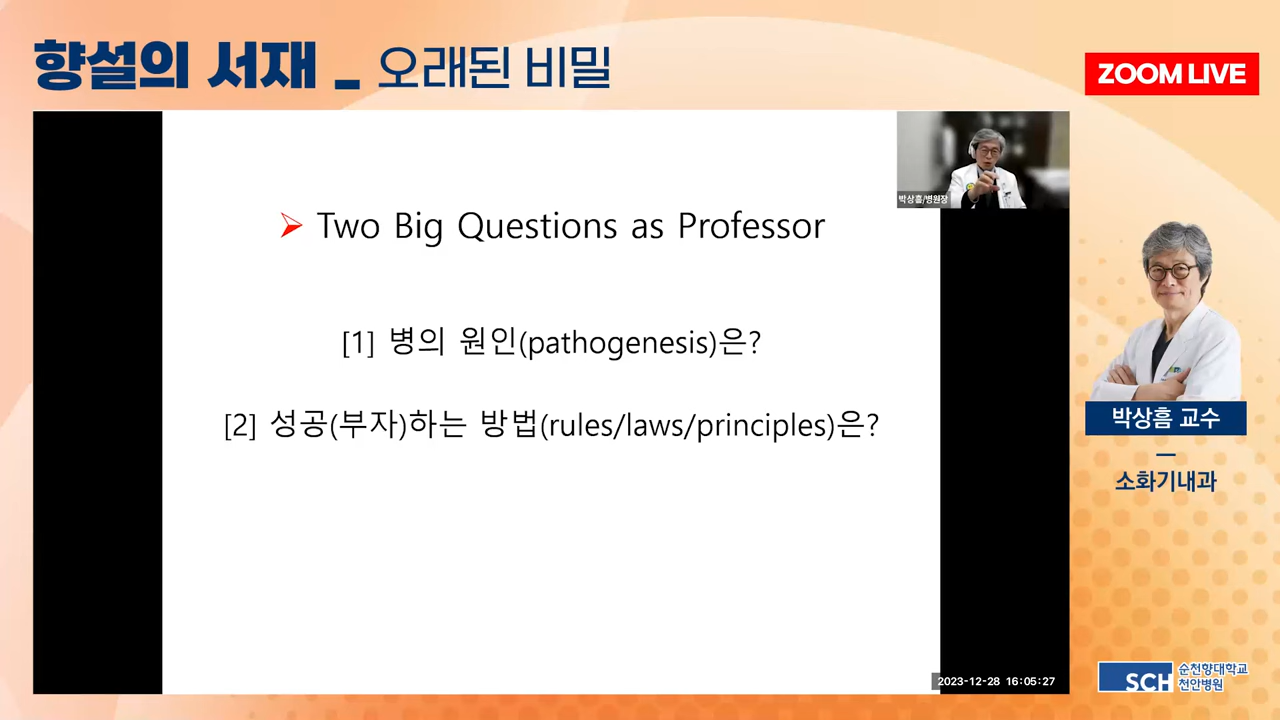 향설의 서재 _ 오래된 비밀
ZOOM LIVE
박상흠/병원장
➢ Two Big Questions as Professor
[1] 병의 원인(pathogenesis)은?
[2] 성공(부자)하는 방법(rules/laws/principles)은?
박상흠 교수
소화기내과
2023-12-28 16:05:27
SCH 순천향대학교
천안병원